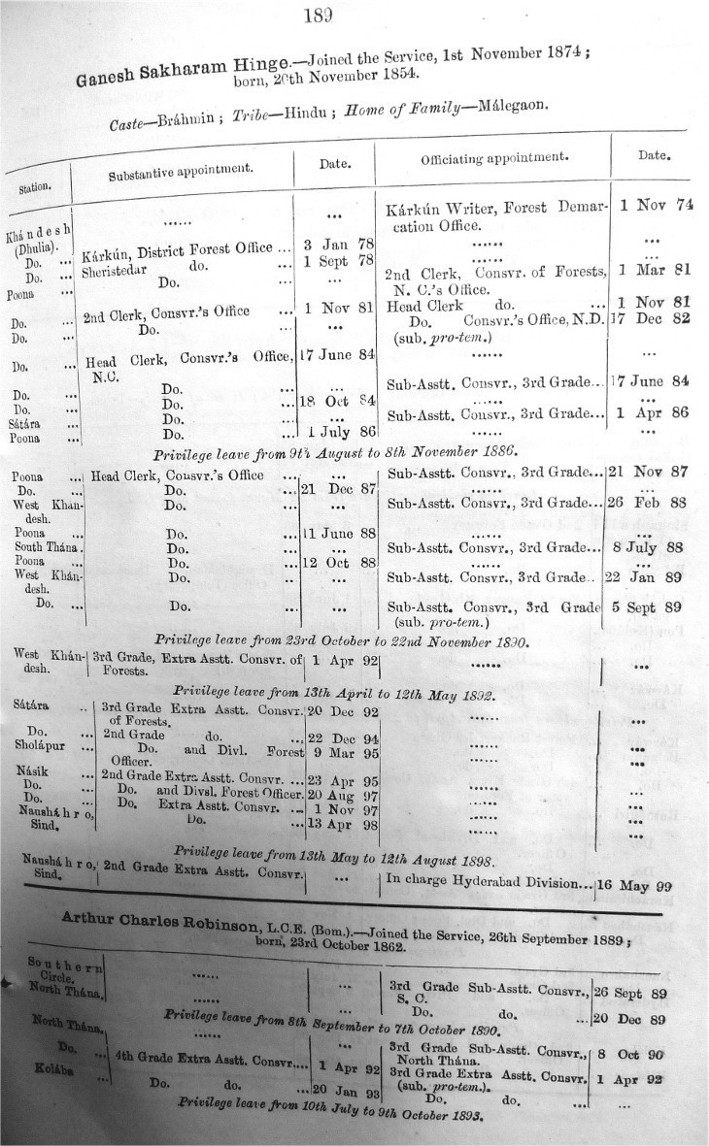 189
Ganesh Sakharam Hinge.—Joined the Service, 1st November 1874;
born, 20th November 1854.
Caste—Bráhmin; Tribe—Hindu; Home of Family—Málegaon.
Station. Substantive appointment. Date. Officiating appointment. Date.
Khándesh (Dhulia). ...... ... Kárkún Writer, Forest Demar- 1 Nov 74
cation Office.
Do. ... Kárkún, District Forest Office ... 3 Jan 78 ...... ...
Do. ... Sheristedar do. ... 1 Sept 78 ...... ...
Poona ... Do. ... 2nd Clerk, Consvr. of Forests, 1 Mar 81
N. C.'s Office.
Do. ... 2nd Clerk, Consvr.'s Office ... 1 Nov 81 Head Clerk do. ... 1 Nov 81
Do. ... Do. ... Do. Consvr.'s Office, N.D. 17 Dec 82
(sub. pro-tem.)
Do. ... Head Clerk, Consvr.'s Office, 17 June 84 ...... ...
N.C.
Do. ... Do. ... ... Sub-Asstt. Consvr., 3rd Grade... 17 June 84
Do. ... Do. ... 18 Oct 84 ...... ...
Sátára ... Do. ... ... Sub-Asstt. Consvr., 3rd Grade... 1 Apr 86
Poona ... Do. ... 1 July 86 ...... ...
Privilege leave from 9th August to 8th November 1886.
Poona ... Head Clerk, Consvr.'s Office ... ... Sub-Asstt. Consvr., 3rd Grade... 21 Nov 87
Do. ... Do. ... 21 Dec 87 ...... ...
West Khán- Do. ... ... Sub-Asstt. Consvr., 3rd Grade... 26 Feb 88
desh.
Poona ... Do. ... 11 June 88 ...... ...
South Thána. Do. ... ... Sub-Asstt. Consvr., 3rd Grade... 8 July 88
Poona ... Do. ... 12 Oct 88 ...... ...
West Khán- Do. .. ... Sub-Asstt. Consvr., 3rd Grade.. 22 Jan 89
desh.
Do. ... Do. ... ... Sub-Asstt. Consvr., 3rd Grade 5 Sept 89
(sub. pro-tem.)
Privilege leave from 23rd October to 22nd November 1890.
West Khán- 3rd Grade, Extra Asstt. Consvr. of 1 Apr 92 ...... ...
desh. Forests.
Privilege leave from 13th April to 12th May 1892.
Sátára .. 3rd Grade Extra Asstt. Consvr. 20 Dec 92 ...... ...
of Forests.
Do. ... 2nd Grade do. ... 22 Dec 94 ...... ...
Sholápur ... Do. and Divl. Forest 9 Mar 95 ...... ...
Officer.
Násik ... 2nd Grade Extra Asstt. Consvr. ... 23 Apr 95 ...... ...
Do. ... Do. and Divsl. Forest Officer. 20 Aug 97 ...... ...
Do. ... Do. Extra Asstt. Consvr. ... 1 Nov 97 ...... ...
Naushahro, Do. ... 13 Apr 98 ...... ...
Sind.
Privilege leave from 13th May to 12th August 1898.
Naushahro, 2nd Grade Extra Asstt. Consvr. ... In charge Hyderabad Division... 16 May 99
Sind.
Arthur Charles Robinson, L.C.E. (Bom.).—Joined the Service, 26th September 1889;
born, 23rd October 1862.
Southern ...... ... 3rd Grade Sub-Asstt. Consvr., 26 Sept 89
Circle. S. C.
North Thána. ...... ... Do. do. ... 20 Dec 89
Privilege leave from 8th September to 7th October 1890.
North Thána. ...... ... 3rd Grade Sub-Asstt. Consvr., 8 Oct 90
North Thána.
Do. ... 4th Grade Extra Asstt. Consvr.... 1 Apr 92 3rd Grade Extra Asstt. Consvr. 1 Apr 92
(sub. pro-tem.).
Kolába ... Do. do. ... 20 Jan 93 Do. do. ... ...
Privilege leave from 10th July to 9th October 1893.